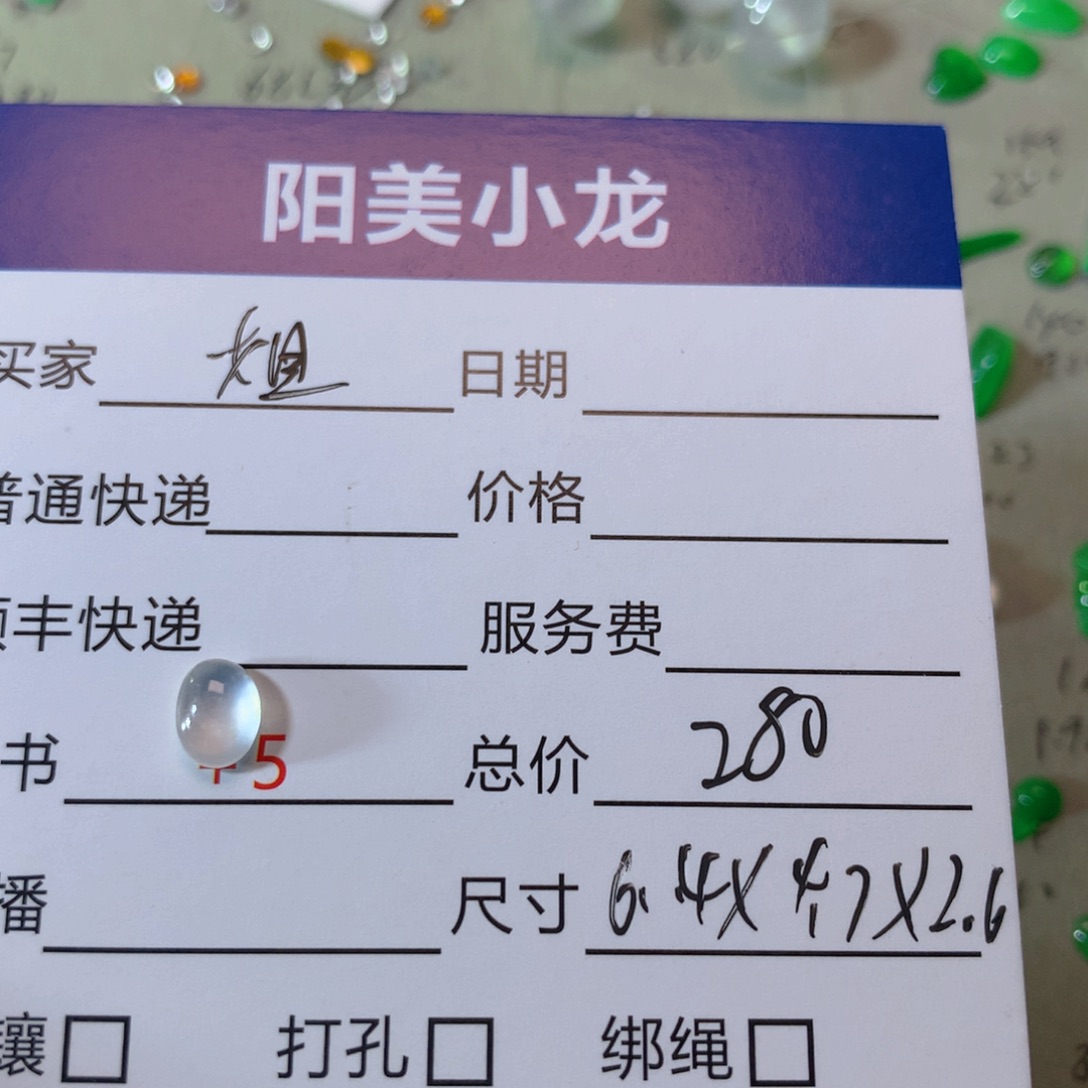 阳美小龙
买家 姐 日期
普通快递 价格
顺丰快递 服务费
书 +5 总价 280
播 尺寸 6.4X4.7X2.6
镶 打孔 绑绳